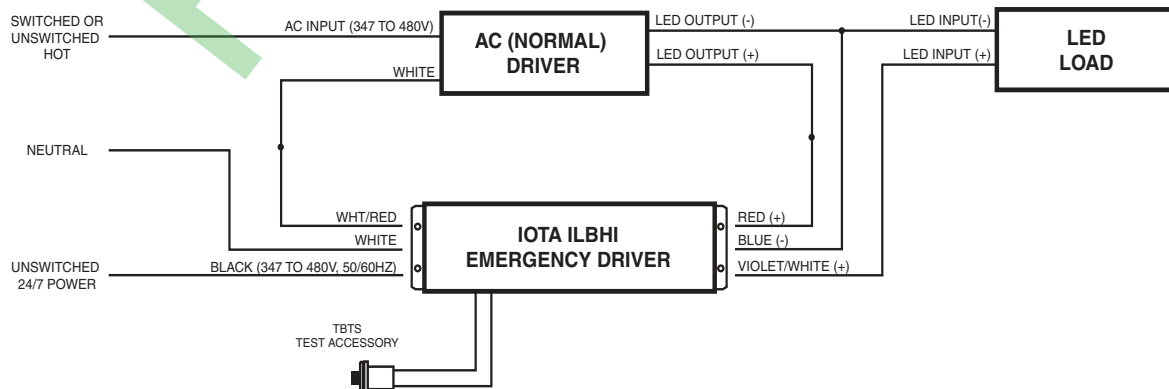 SWITCHED OR
UNSWITCHED
HOT
AC INPUT (347 TO 480V)
WHITE
AC (NORMAL)
DRIVER
LED OUTPUT (-)
LED OUTPUT (+)
LED INPUT(-)
LED INPUT (+)
LED
LOAD
NEUTRAL
UNSWITCHED
24/7 POWER
WHT/RED
WHITE
BLACK (347 TO 480V, 50/60HZ)
IOTA ILBHI
EMERGENCY DRIVER
RED (+)
BLUE (-)
VIOLET/WHITE (+)
TBTS
TEST ACCESSORY